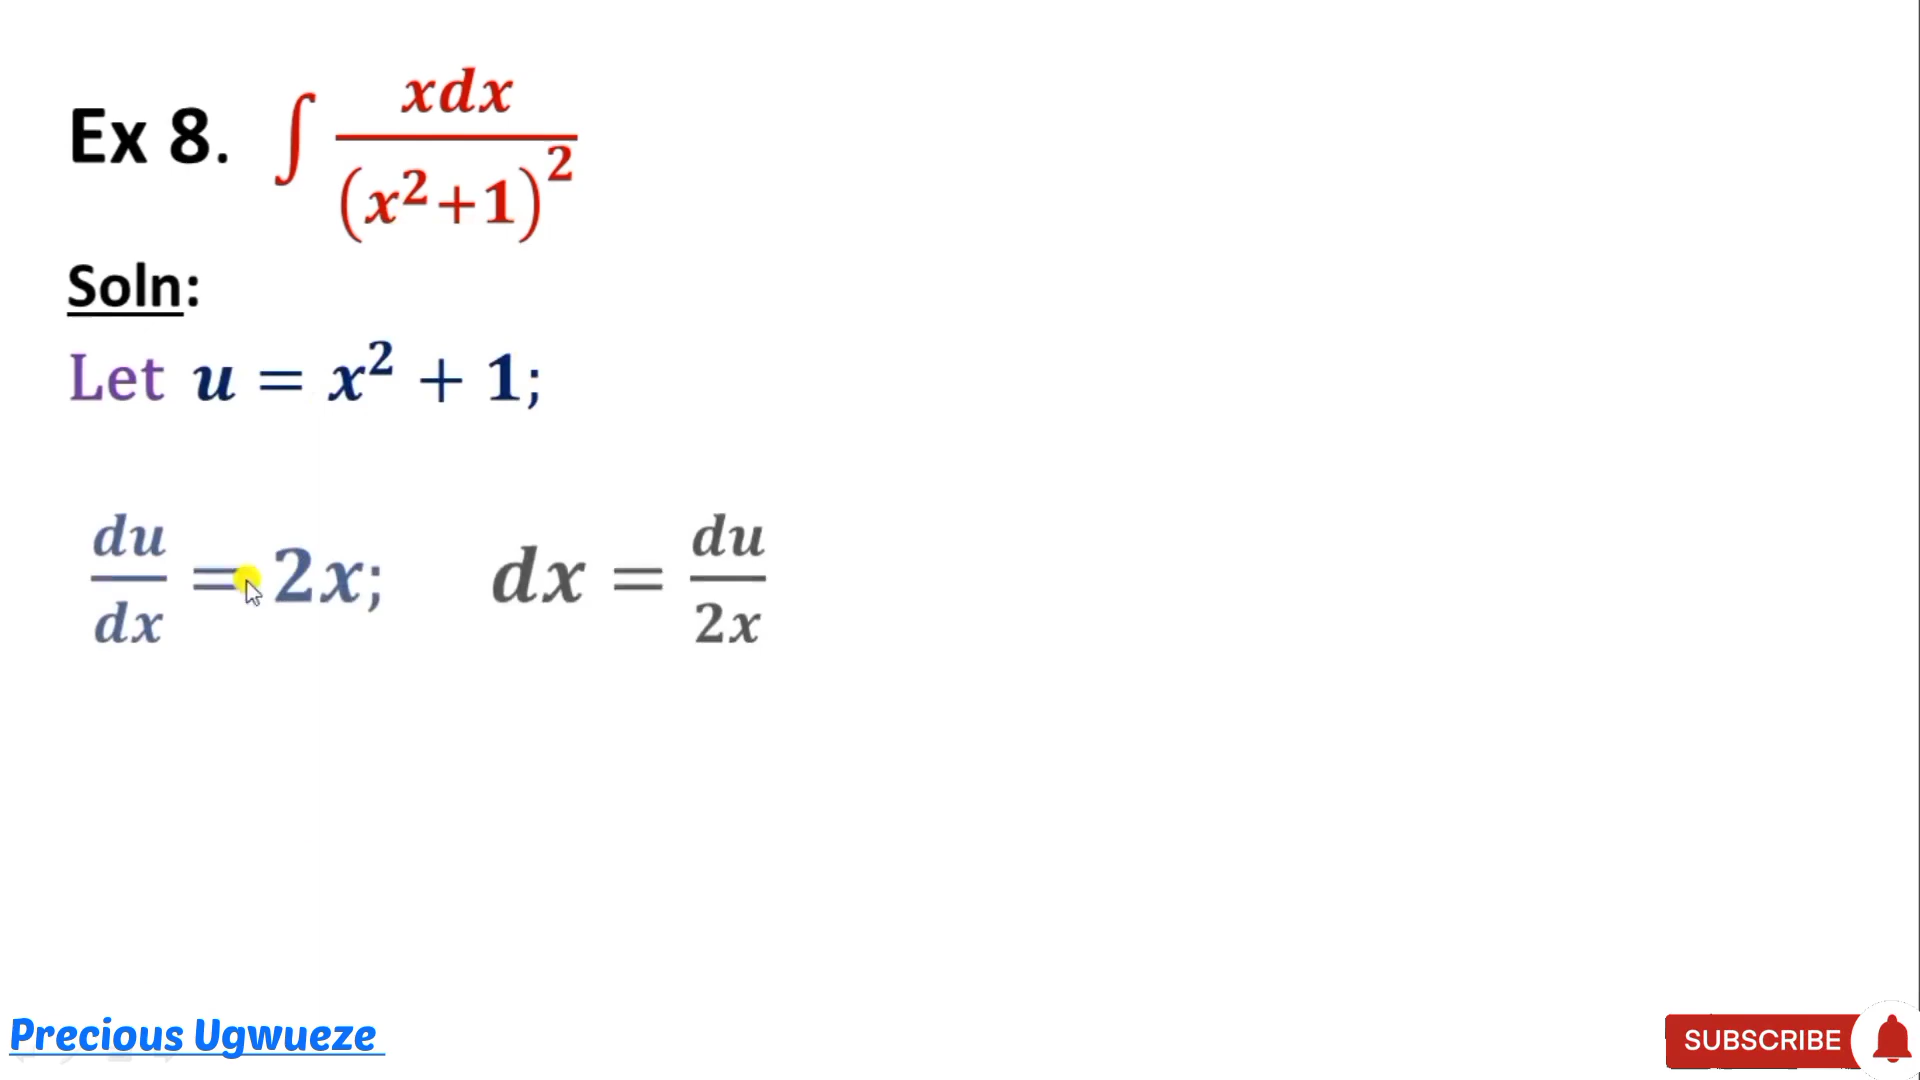 Ex 8. ∫ xdx / (x²+1)²
Soln:
Let u = x² + 1;
du/dx = 2x; dx = du/2x
Precious Ugwueze
SUBSCRIBE